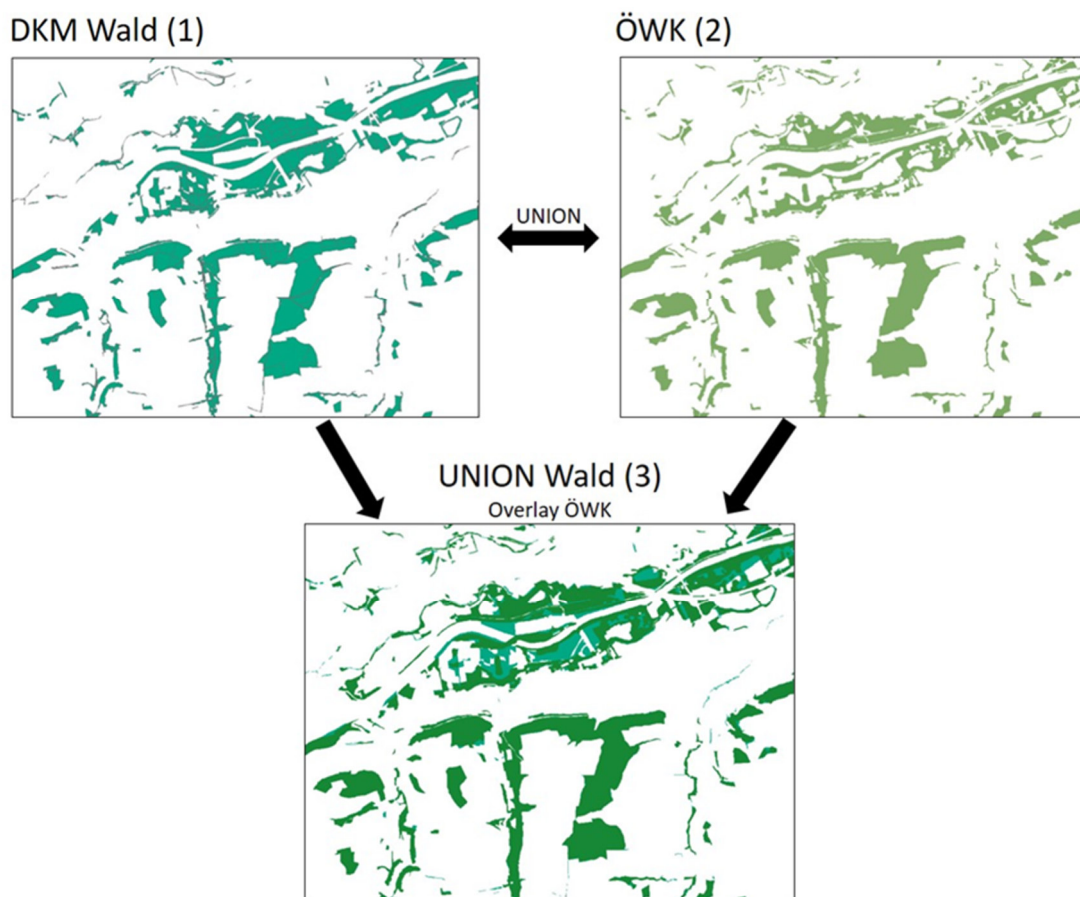 DKM Wald (1)
ÖWK (2)
UNION
UNION Wald (3)
Overlay ÖWK